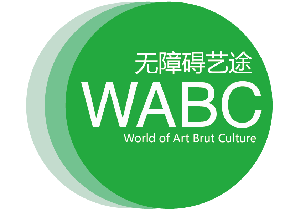 无障碍艺途
WABC
World of Art Brut Culture